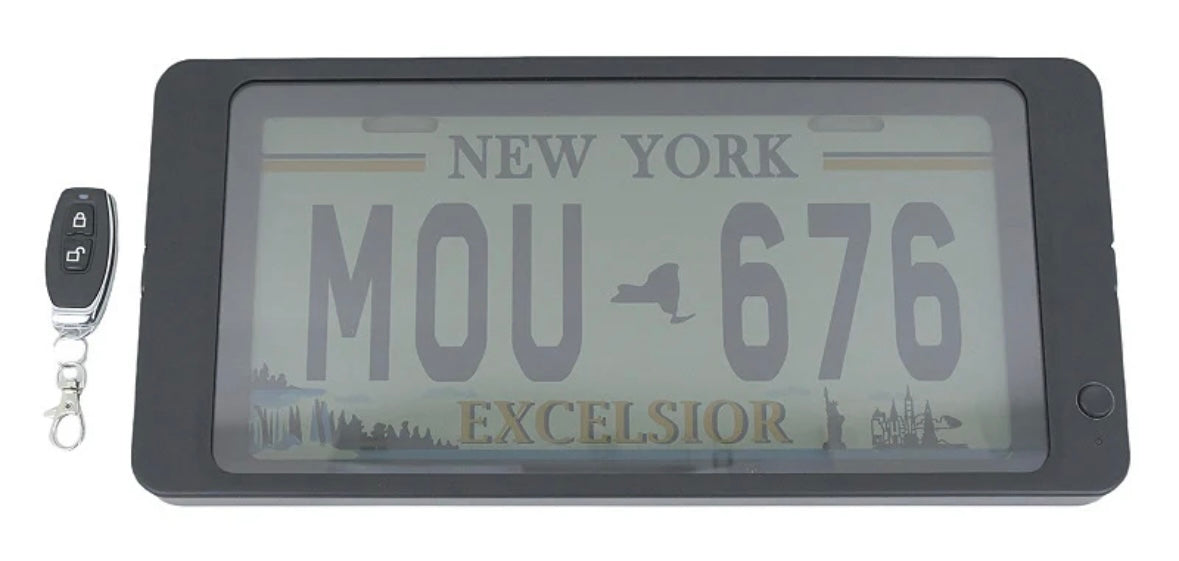 NEW YORK
MOU 676
EXCELSIOR